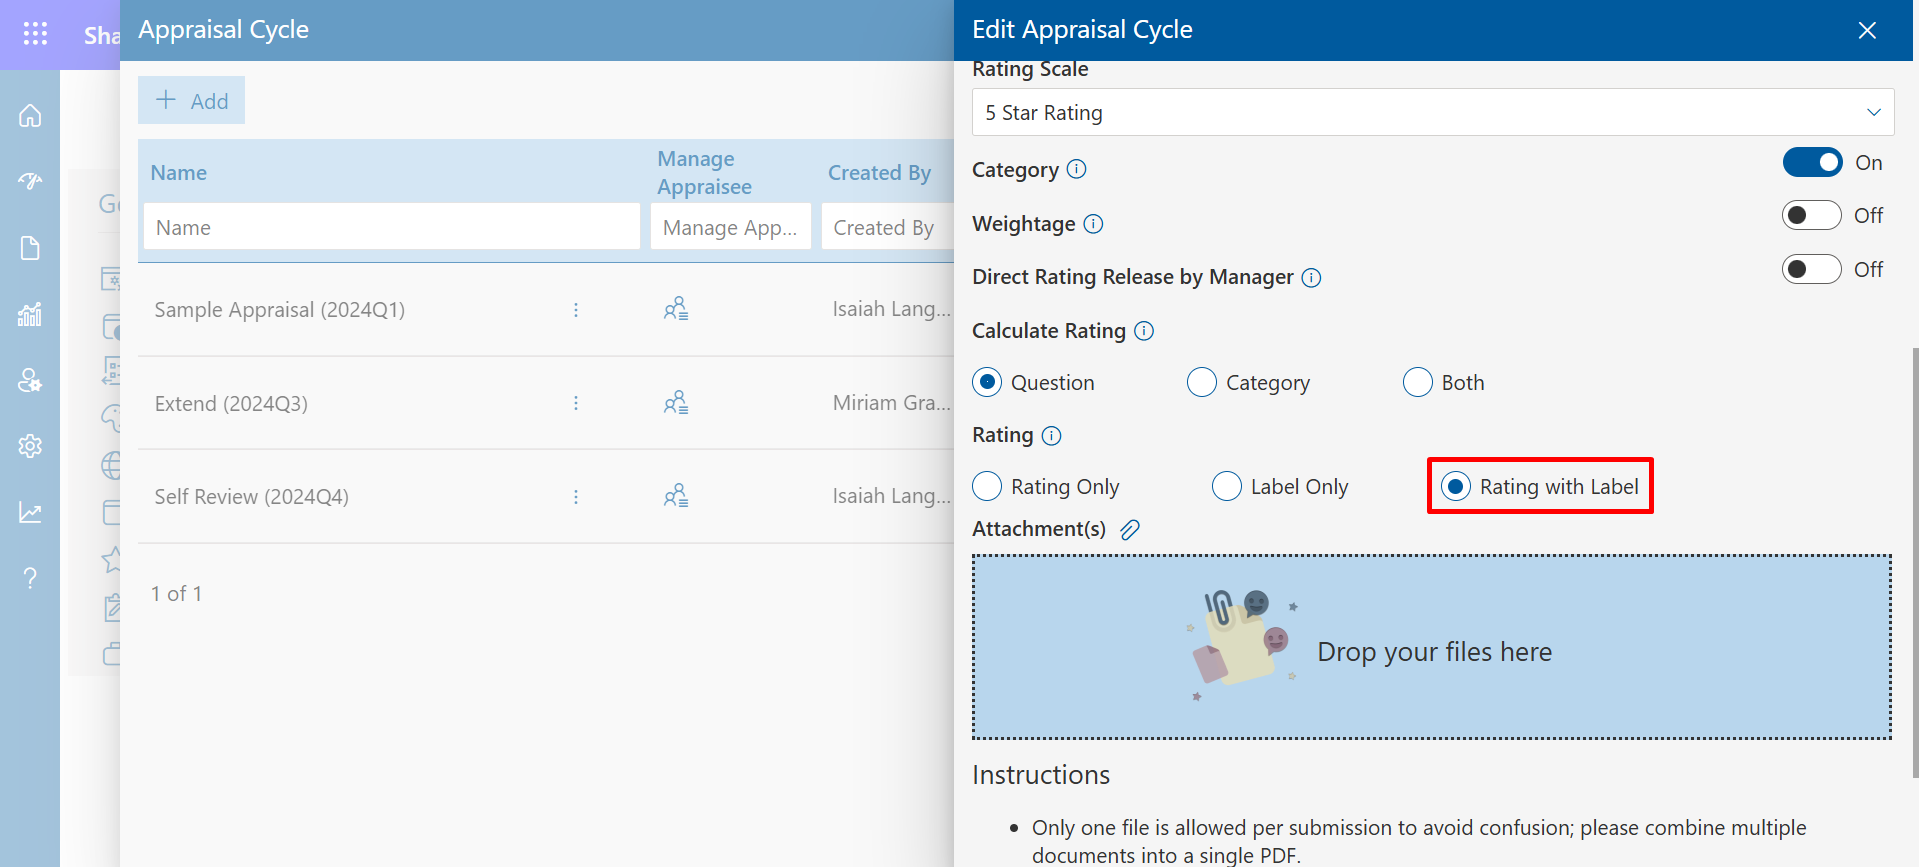 Sha
Appraisal Cycle
Add
Name
Manage
Appraisee
Created By
Name
Manage App...
Created By
Sample Appraisal (2024Q1)
Isaiah Lang...
Extend (2024Q3)
Miriam Gra...
Self Review (2024Q4)
Isaiah Lang...
1 of 1
Ge
Edit Appraisal Cycle
Rating Scale
5 Star Rating
Category
On
Weightage
Off
Direct Rating Release by Manager
Off
Calculate Rating
Question
Category
Both
Rating
Rating Only
Label Only
Rating with Label
Attachment(s)
Drop your files here
Instructions
• Only one file is allowed per submission to avoid confusion; please combine multiple
documents into a single PDF.